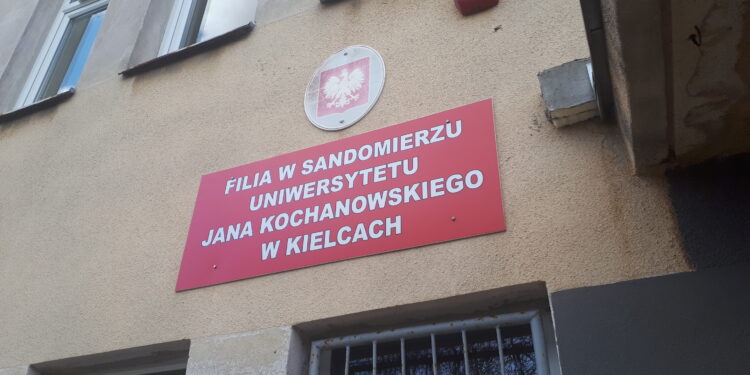 FILIA W SANDOMIERZU
UNIWERSYTETU
JANA KOCHANOWSKIEGO
W KIELCACH